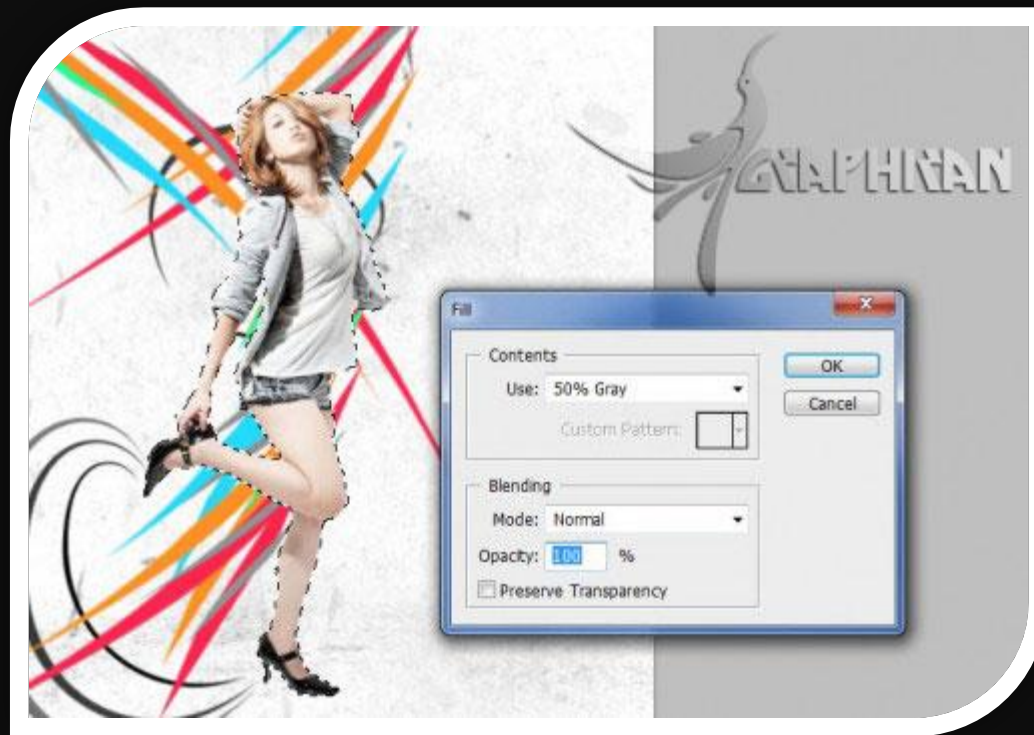 GRAPHRAN
Fill
Contents
Use: 50% Gray
Custom Pattern:
OK
Cancel
Blending
Mode: Normal
Opacity: 100 %
Preserve Transparency